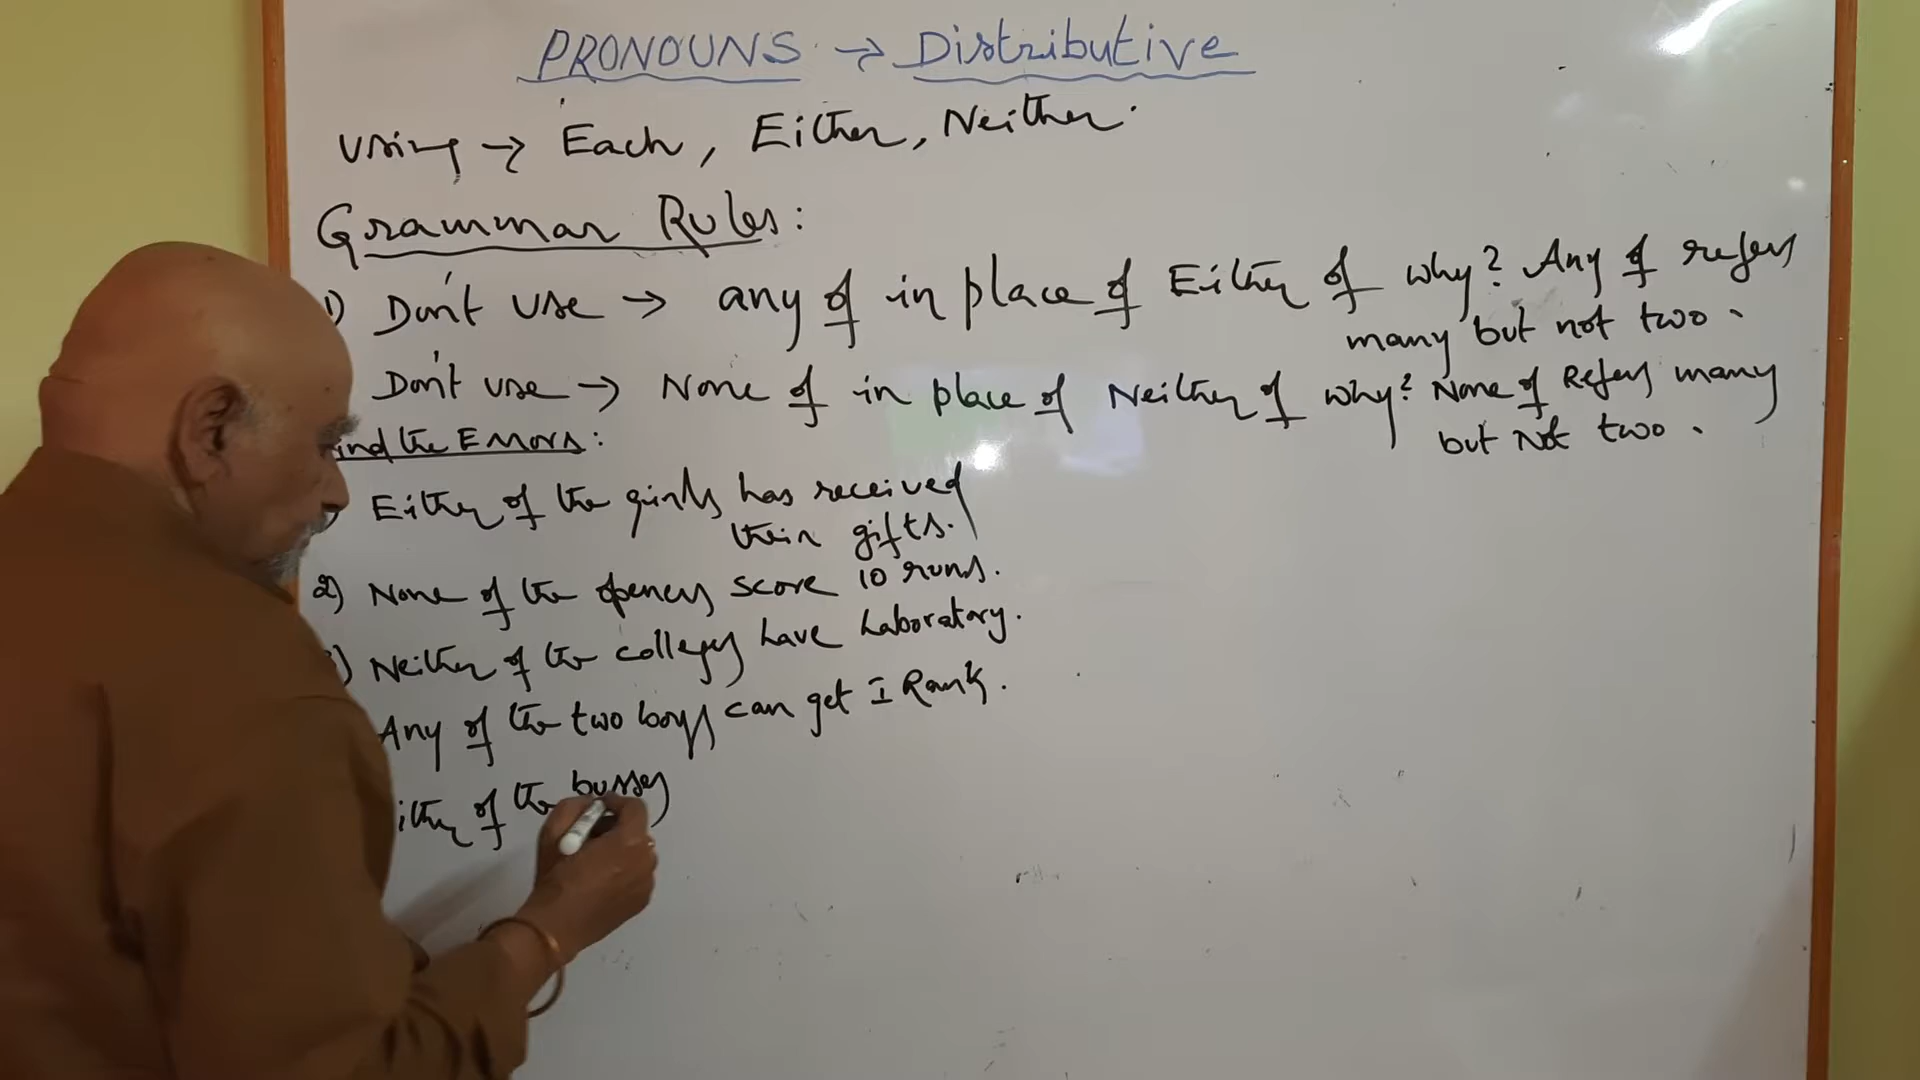 PRONOUNS → Distributive
Using → Each, Either, Neither.
Grammar Rules:
1) Don't use → any of in place of Either of why? Any of refers
many but not two.
Don't use → None of in place of Neither of why? None of Refers many
but Not two.
ind the Errors:
Either of the girls has received
their gifts.
2) None of the openers score 10 runs.
) Neither of the colleges have Laboratory.
Any of the two boys can get I Rank.
ither of the busses